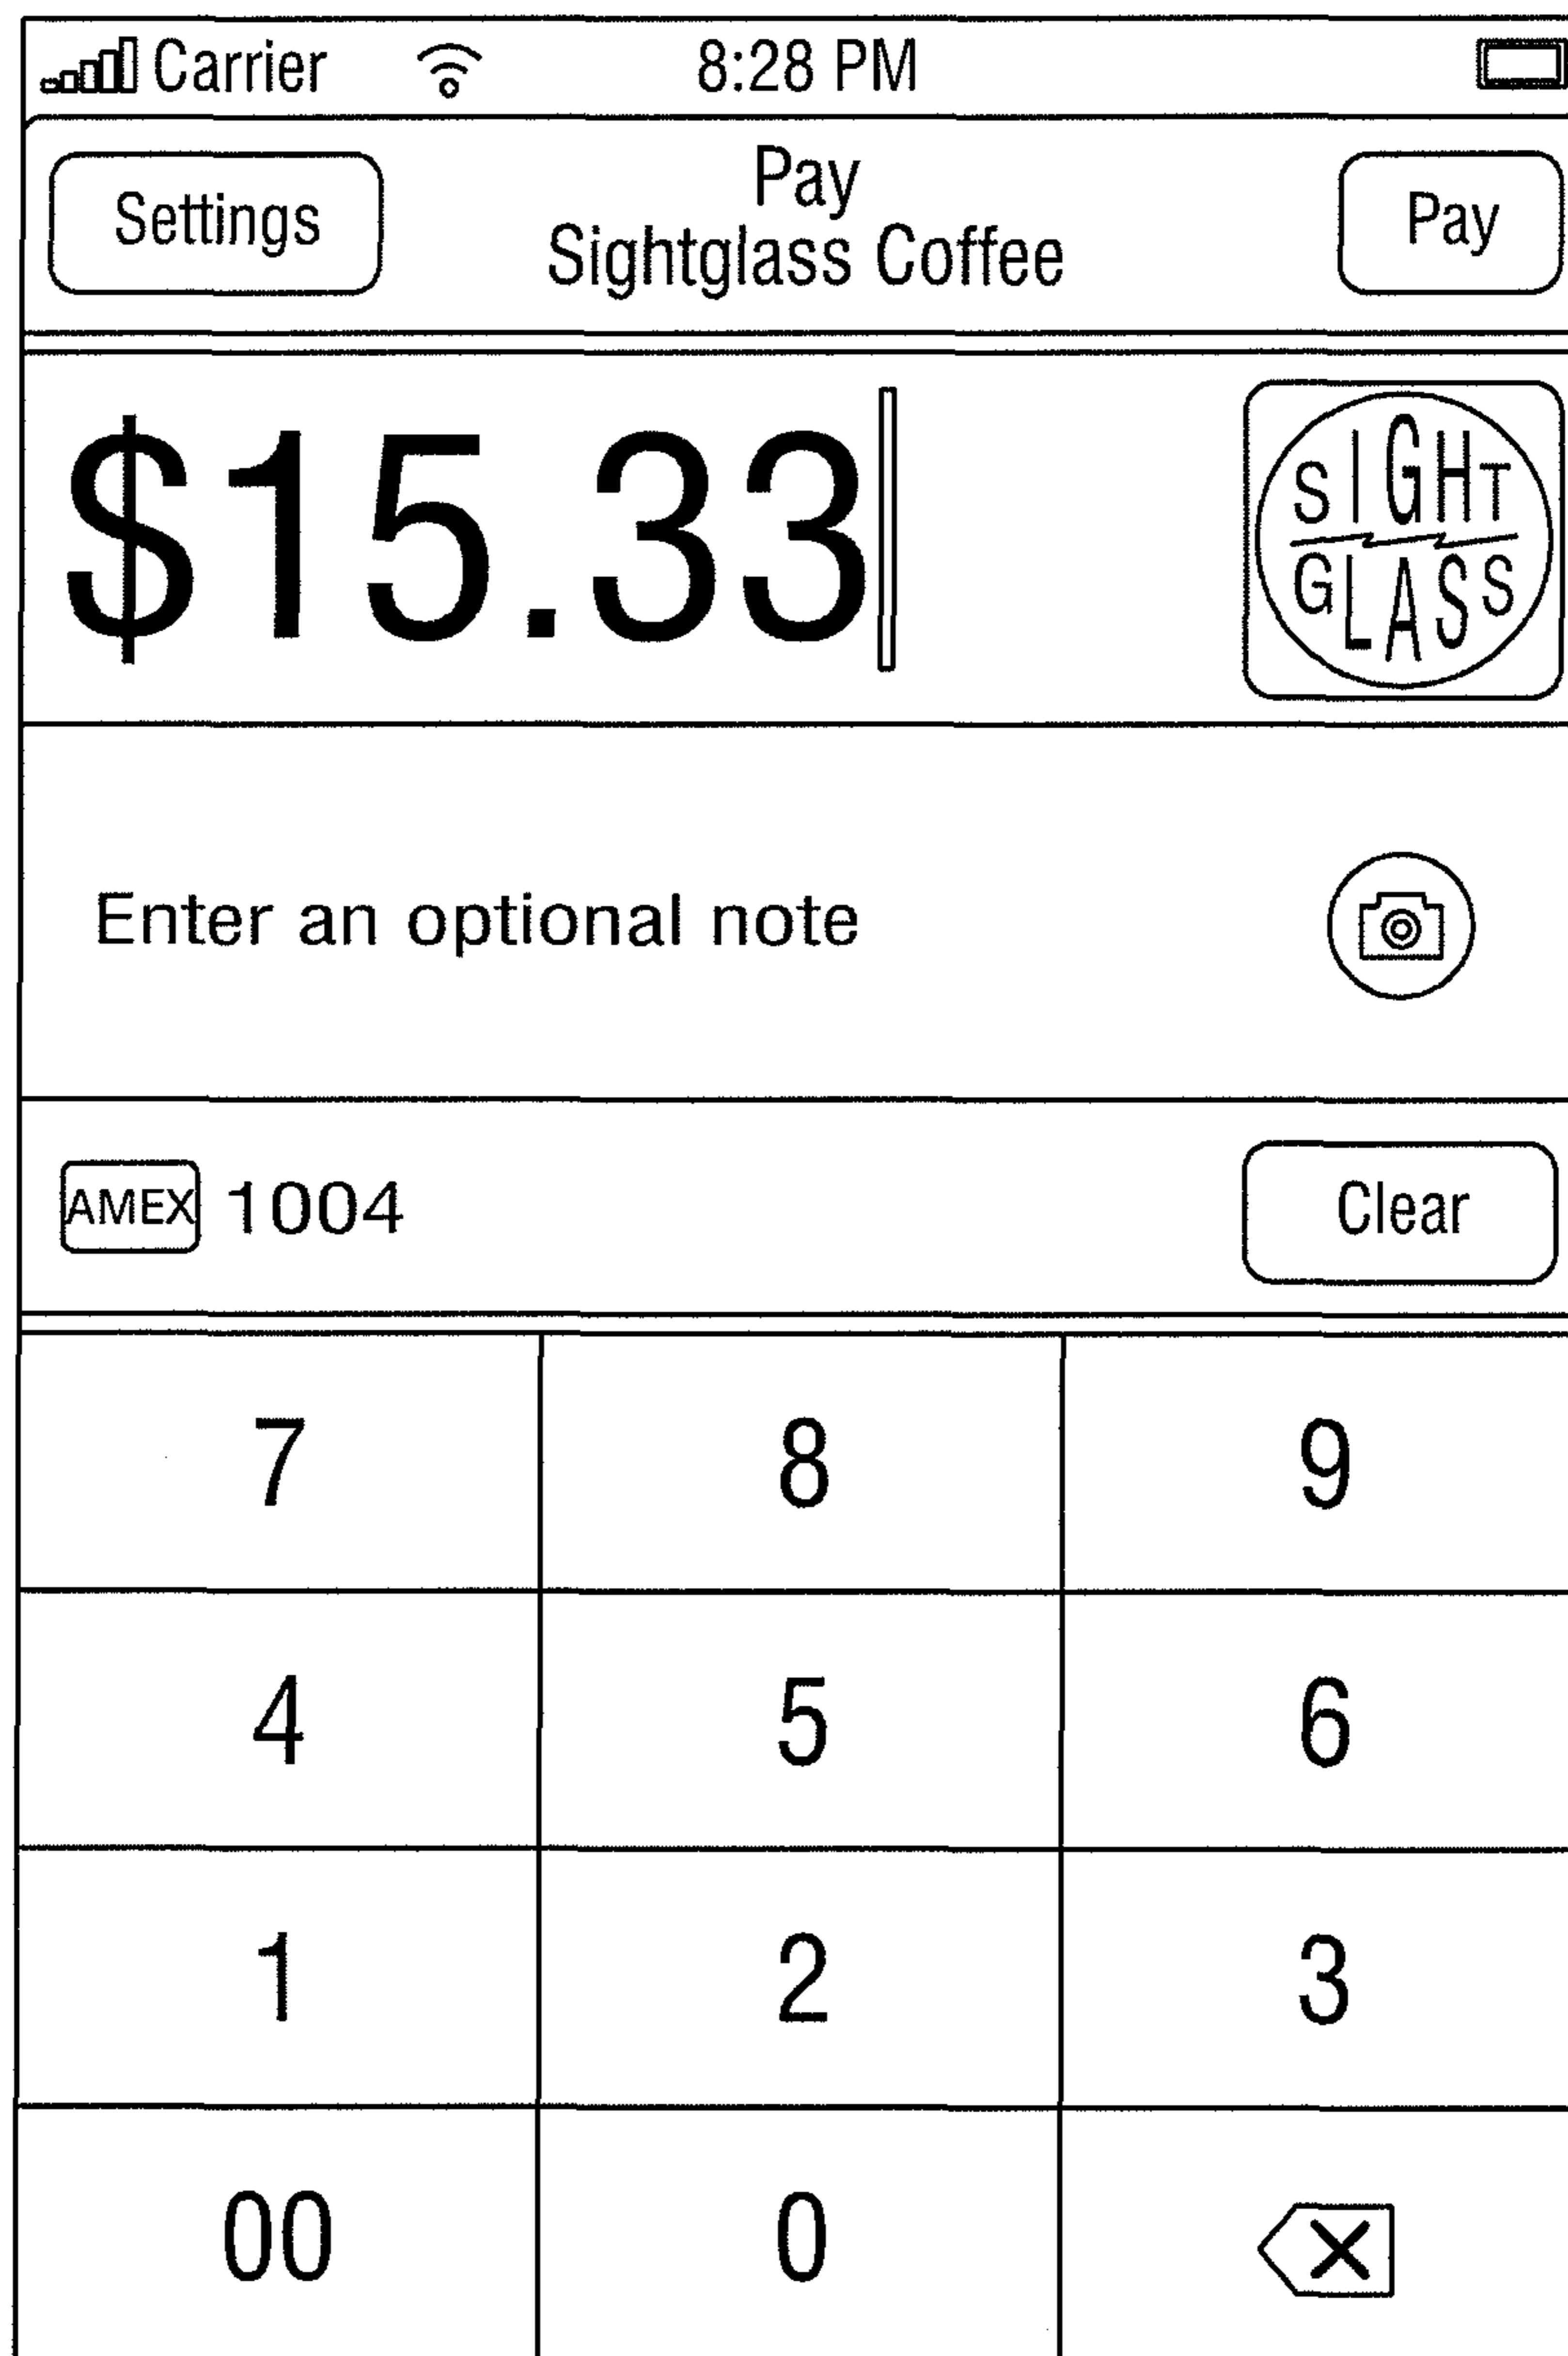 Carrier 8:28 PM
Settings
Pay
Sightglass Coffee
Pay
$15.33
SIGHT
GLASS
Enter an optional note
AMEX 1004
Clear
7 8 9
4 5 6
1 2 3
00 0